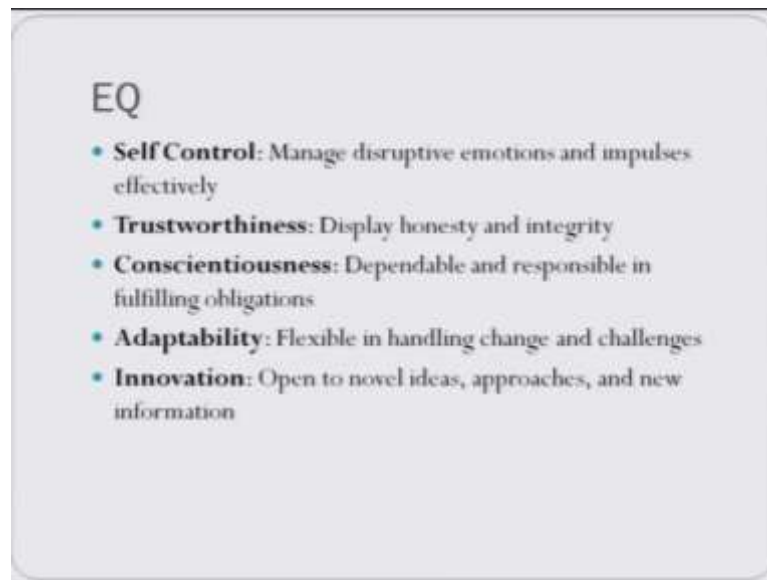 EQ
• Self Control: Manage disruptive emotions and impulses
effectively
• Trustworthiness: Display honesty and integrity
• Conscientiousness: Dependable and responsible in
fulfilling obligations
• Adaptability: Flexible in handling change and challenges
• Innovation: Open to novel ideas, approaches, and new
information